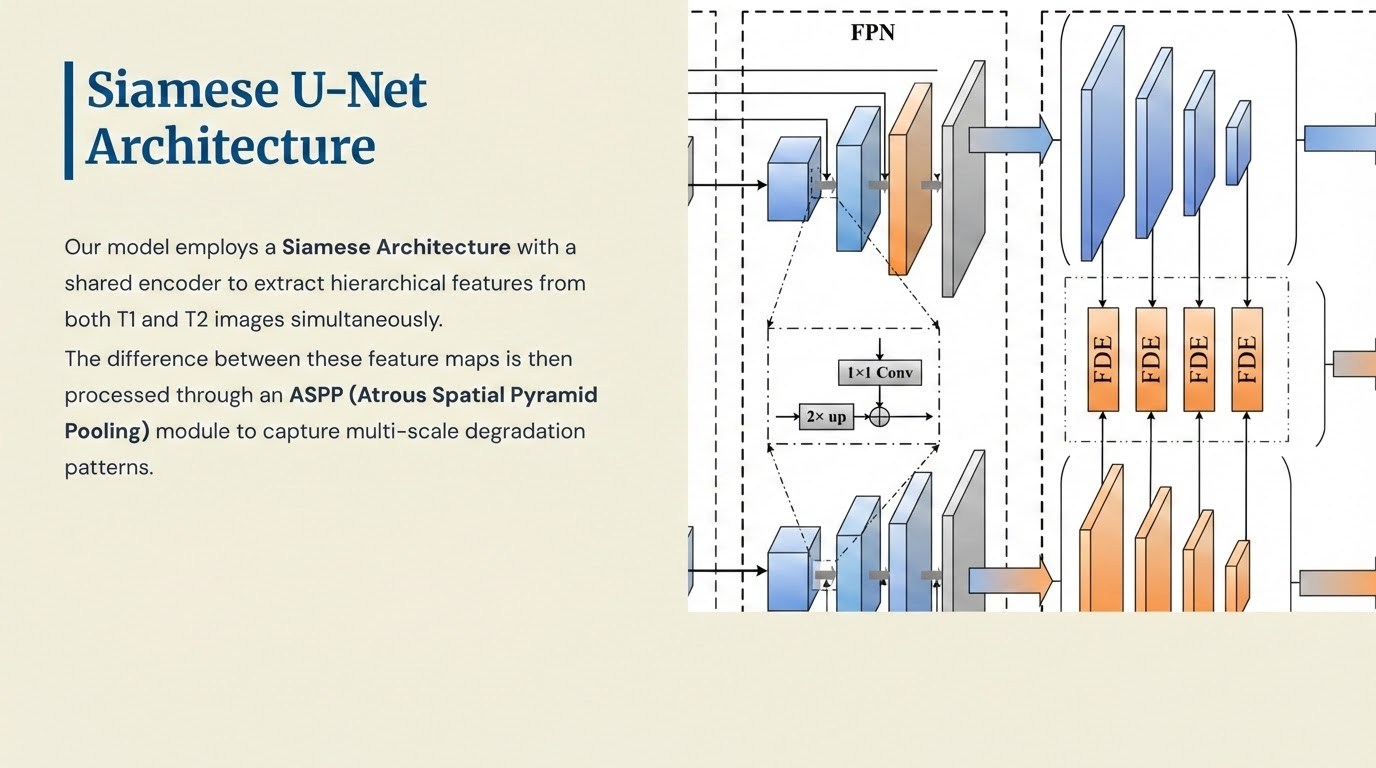 Siamese U-Net
Architecture
Our model employs a Siamese Architecture with a
shared encoder to extract hierarchical features from
both T1 and T2 images simultaneously.
The difference between these feature maps is then
processed through an ASPP (Atrous Spatial Pyramid
Pooling) module to capture multi-scale degradation
patterns.
FPN
1×1 Conv
2× up
FDE
FDE
FDE
FDE